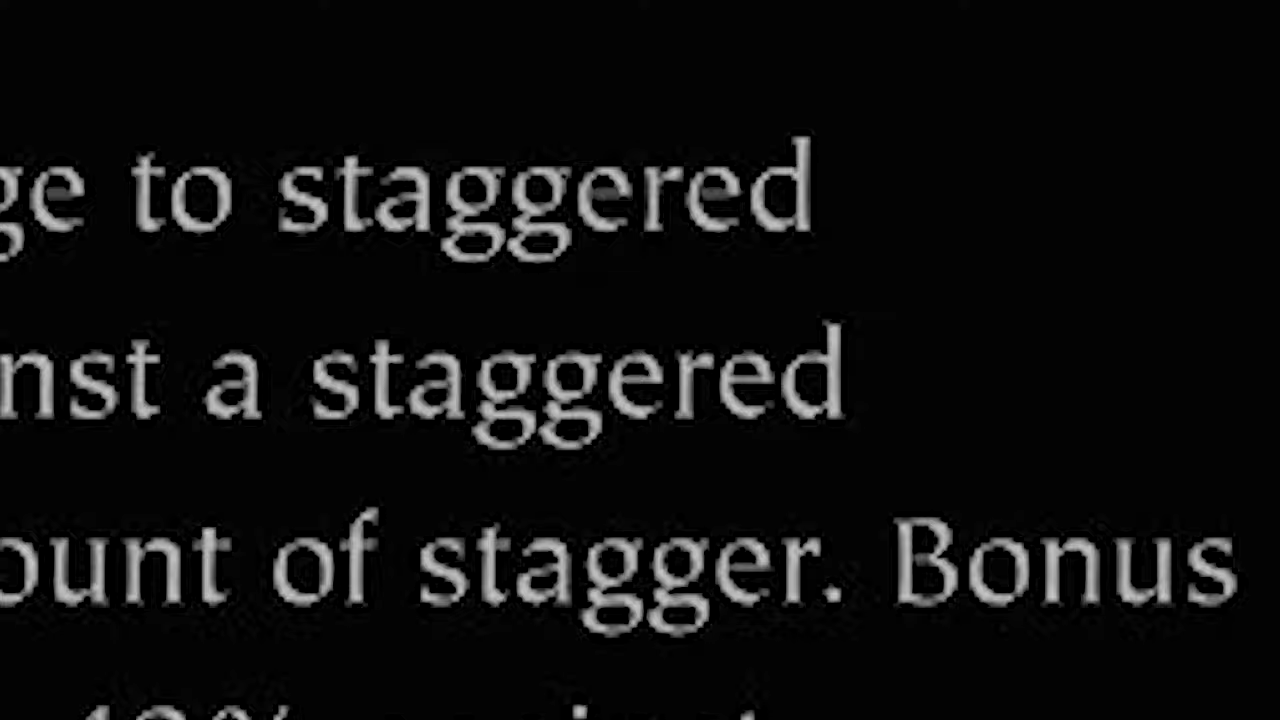 ge to staggered
nst a staggered
ount of stagger. Bonus